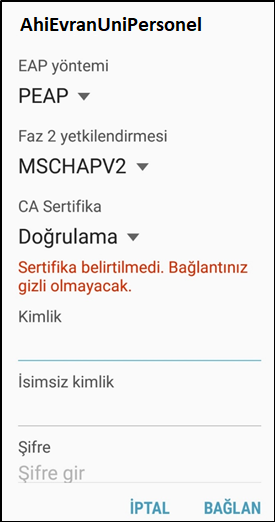 AhiEvranUniPersonel
EAP yöntemi
PEAP
Faz 2 yetkilendirmesi
MSCHAPV2
CA Sertifika
Doğrulama
Sertifika belirtilmedi. Bağlantınız
gizli olmayacak.
Kimlik
İsimsiz kimlik
Şifre
Şifre gir
İPTAL BAĞLAN